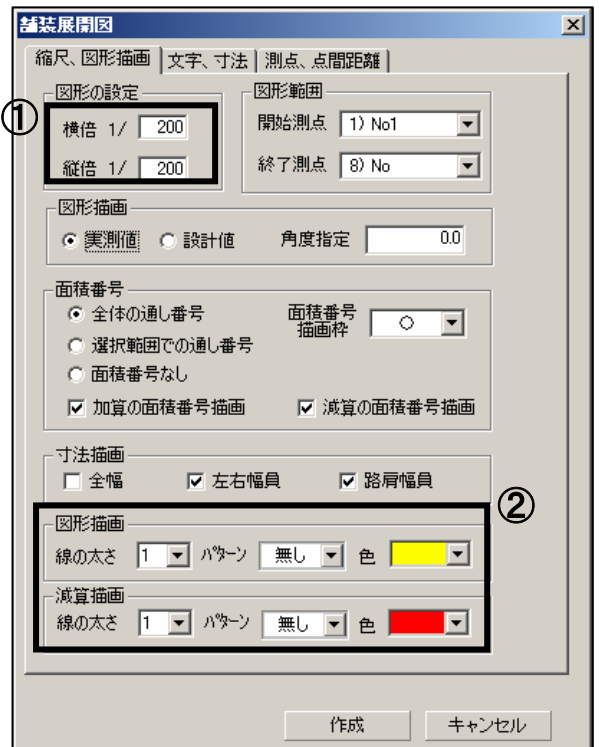 舗装展開図
縮尺、図形描画 文字、寸法 測点、点間距離
①
図形の設定
横倍 1/ 200
縦倍 1/ 200
図形範囲
開始測点 1) No1
終了測点 8) No
図形描画
実測値 設計値 角度指定 0.0
面積番号
全体の通し番号
選択範囲での通し番号
面積番号なし
面積番号
描画枠 ○
加算の面積番号描画 減算の面積番号描画
寸法描画
全幅 左右幅員 路肩幅員
②
図形描画
線の太さ 1 パターン 無し 色
減算描画
線の太さ 1 パターン 無し 色
作成 キャンセル